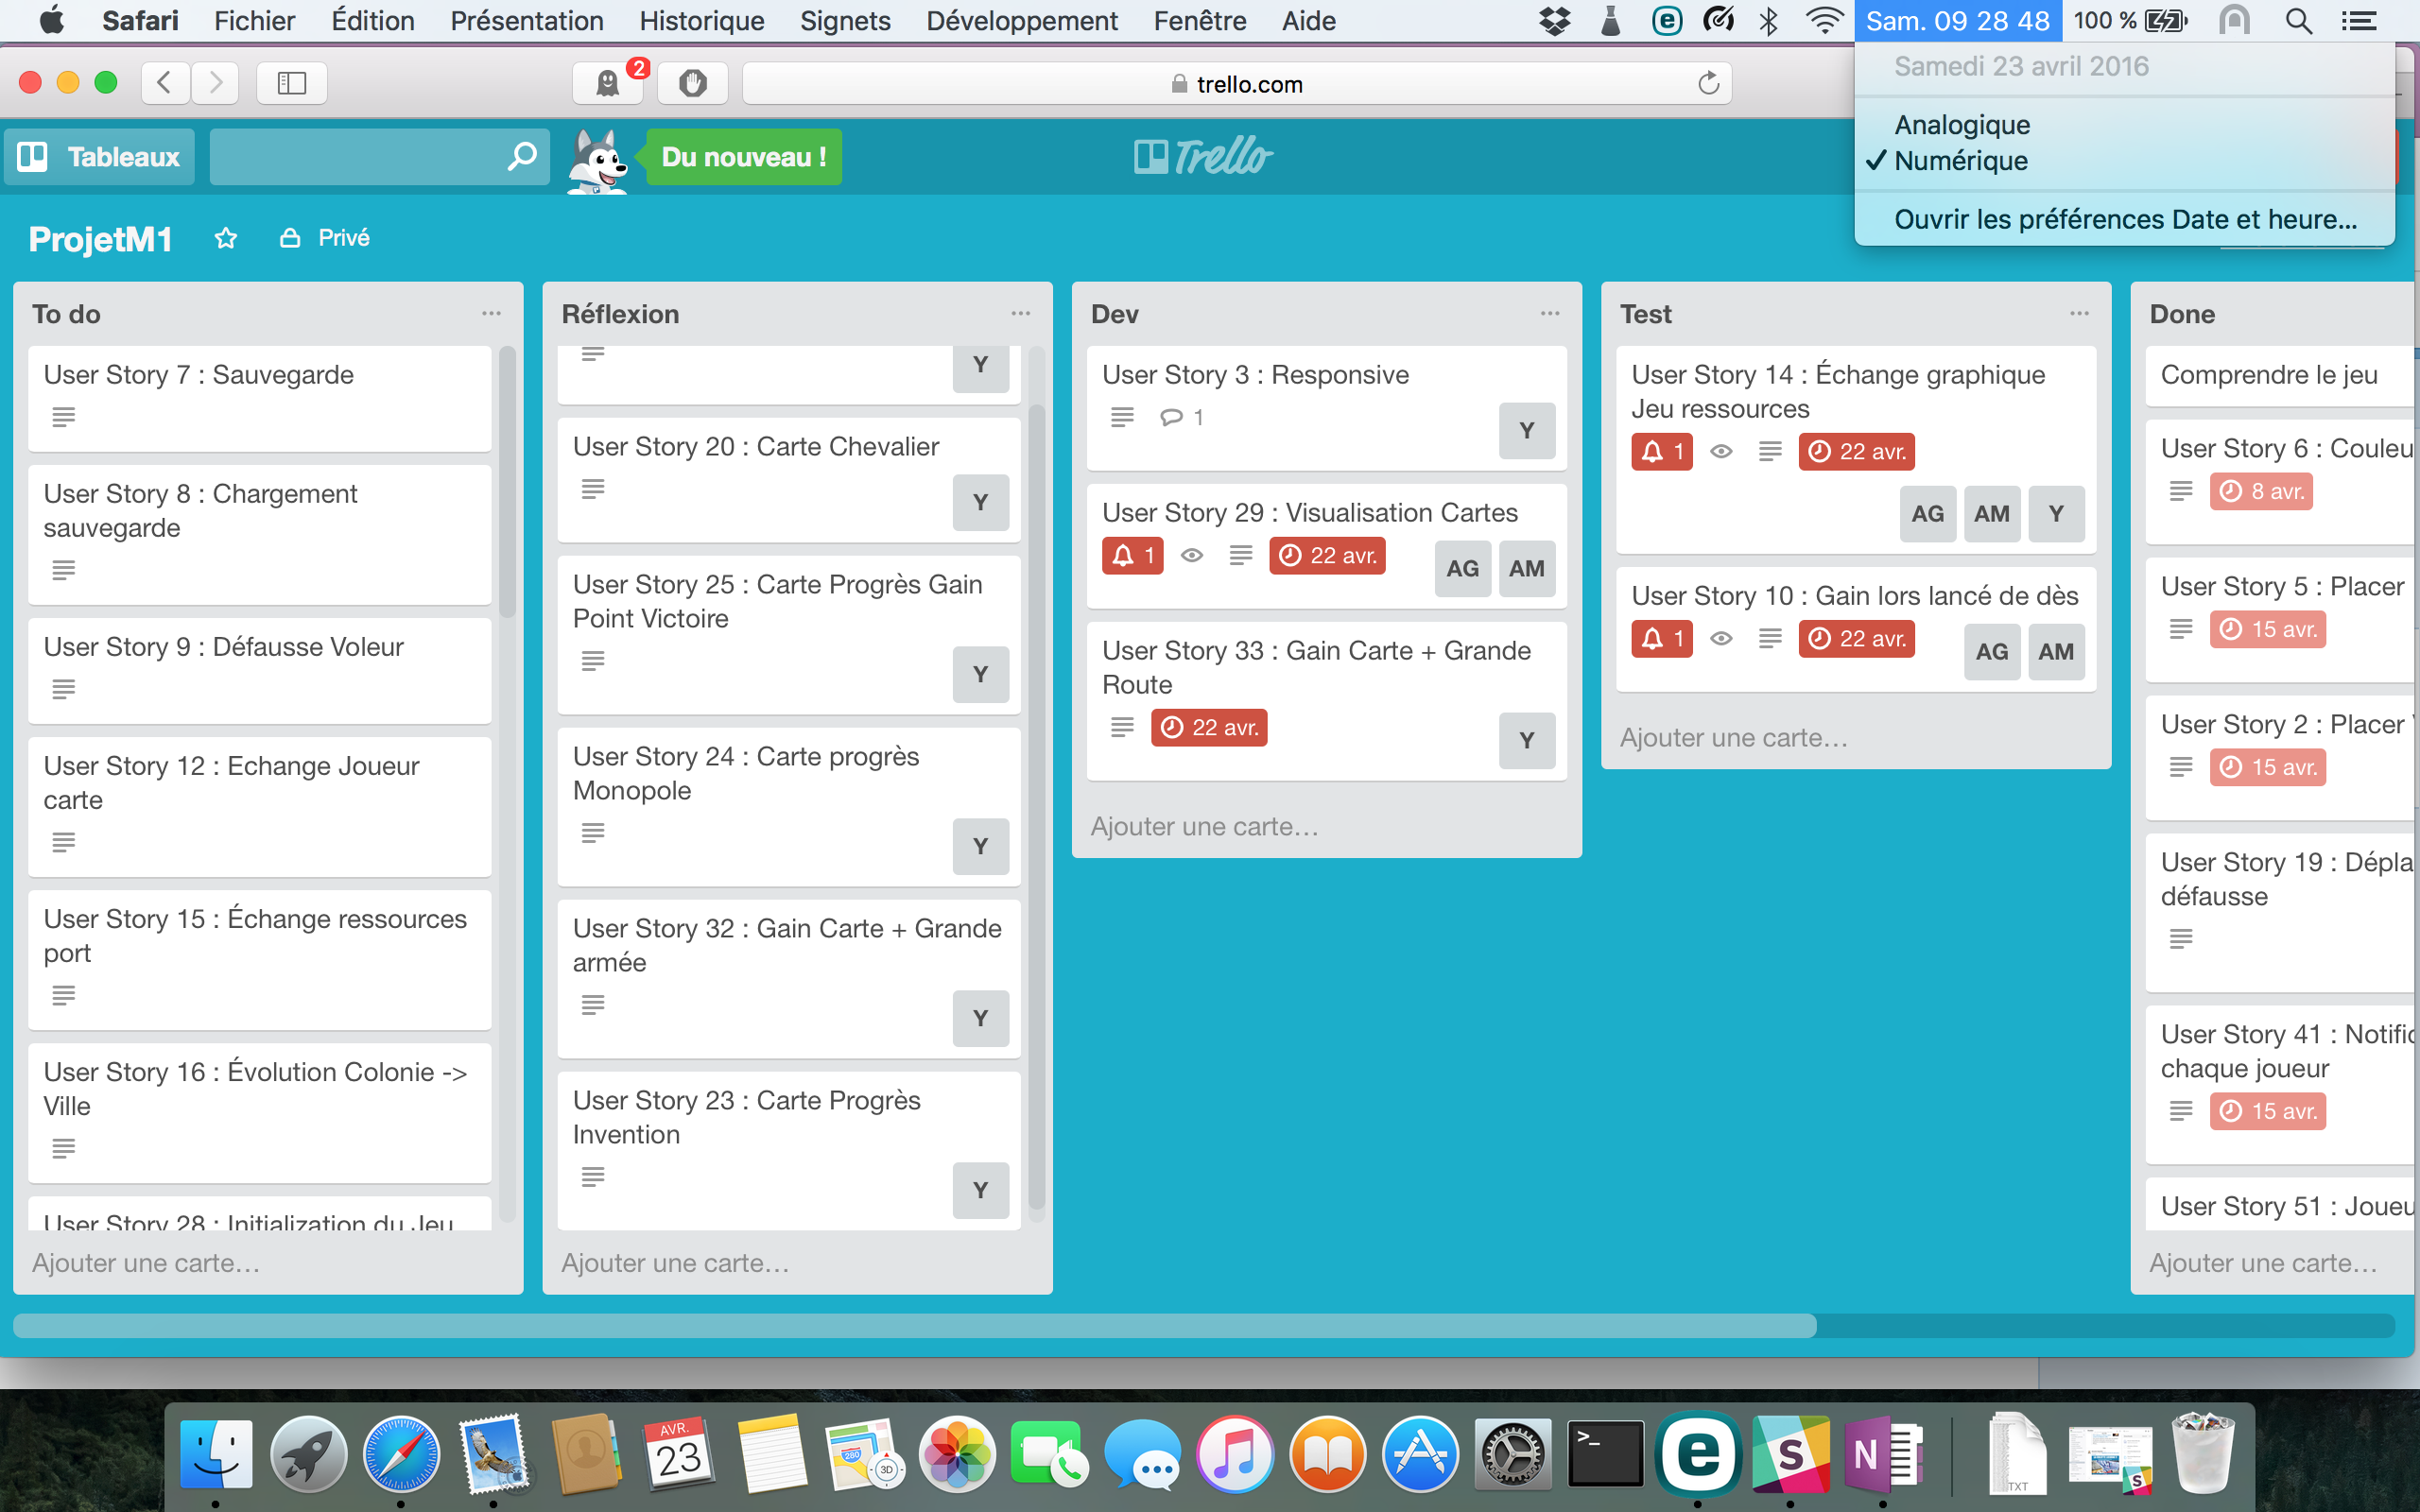 Safari Fichier Édition Présentation Historique Signets Développement Fenêtre Aide Sam. 09 28 48 100 %
Samedi 23 avril 2016
Analogique
✓ Numérique
Ouvrir les préférences Date et heure...
2
trello.com
Tableaux
Du nouveau !
Trello
ProjetM1
Privé
To do
User Story 7 : Sauvegarde
User Story 8 : Chargement
sauvegarde
User Story 9 : Défausse Voleur
User Story 12 : Echange Joueur
carte
User Story 15 : Échange ressources
port
User Story 16 : Évolution Colonie ->
Ville
User Story 28 : Initialization du Jeu
Ajouter une carte…
Réflexion
Y
User Story 20 : Carte Chevalier
Y
User Story 25 : Carte Progrès Gain
Point Victoire
Y
User Story 24 : Carte progrès
Monopole
Y
User Story 32 : Gain Carte + Grande
armée
Y
User Story 23 : Carte Progrès
Invention
Y
Ajouter une carte…
Dev
User Story 3 : Responsive
1
Y
User Story 29 : Visualisation Cartes
1 22 avr.
AG AM
User Story 33 : Gain Carte + Grande
Route
22 avr.
Y
Ajouter une carte…
Test
User Story 14 : Échange graphique
Jeu ressources
1 22 avr.
AG AM Y
User Story 10 : Gain lors lancé de dès
1 22 avr.
AG AM
Ajouter une carte…
Done
Comprendre le jeu
User Story 6 : Couleu
8 avr.
User Story 5 : Placer
15 avr.
User Story 2 : Placer
15 avr.
User Story 19 : Dépla
défausse
User Story 41 : Notific
chaque joueur
15 avr.
User Story 51 : Joueu
Ajouter une carte…
AVR.
23
280
3D
>_
e
S
N
TXT
S